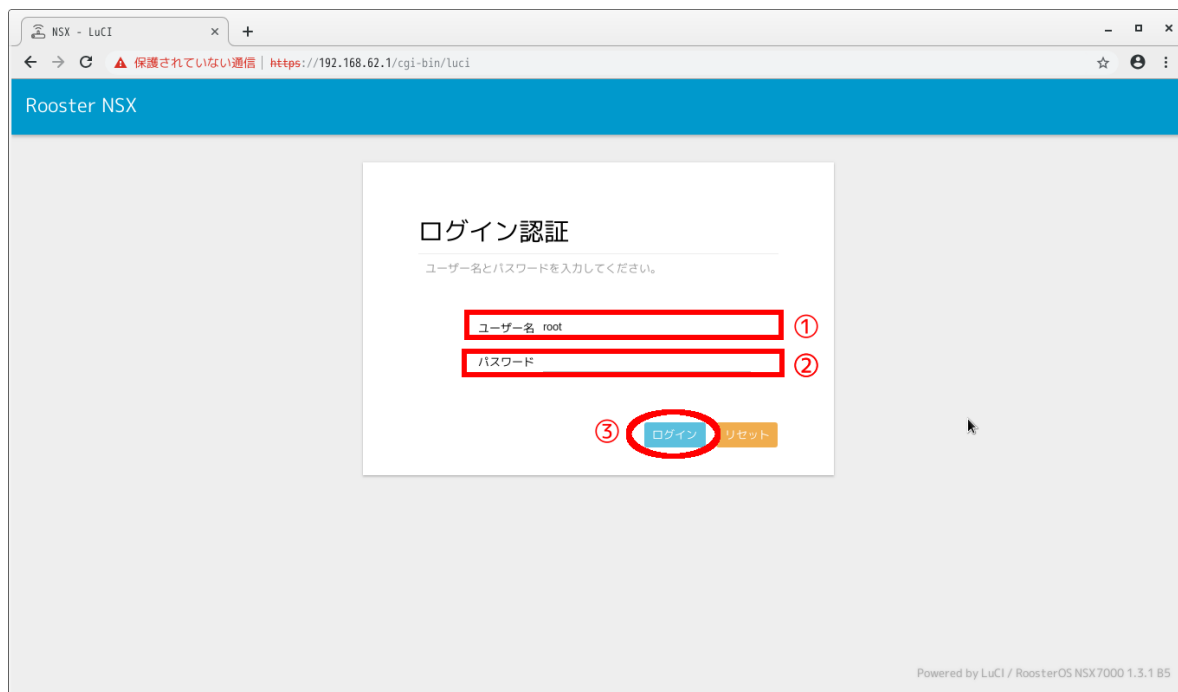 NSX - LuCI
保護されていない通信 | https://192.168.62.1/cgi-bin/luci
Rooster NSX
ログイン認証
ユーザー名とパスワードを入力してください。
ユーザー名 root ①
パスワード ②
③ ログイン リセット
Powered by LuCI / RoosterOS NSX7000 1.3.1 B5